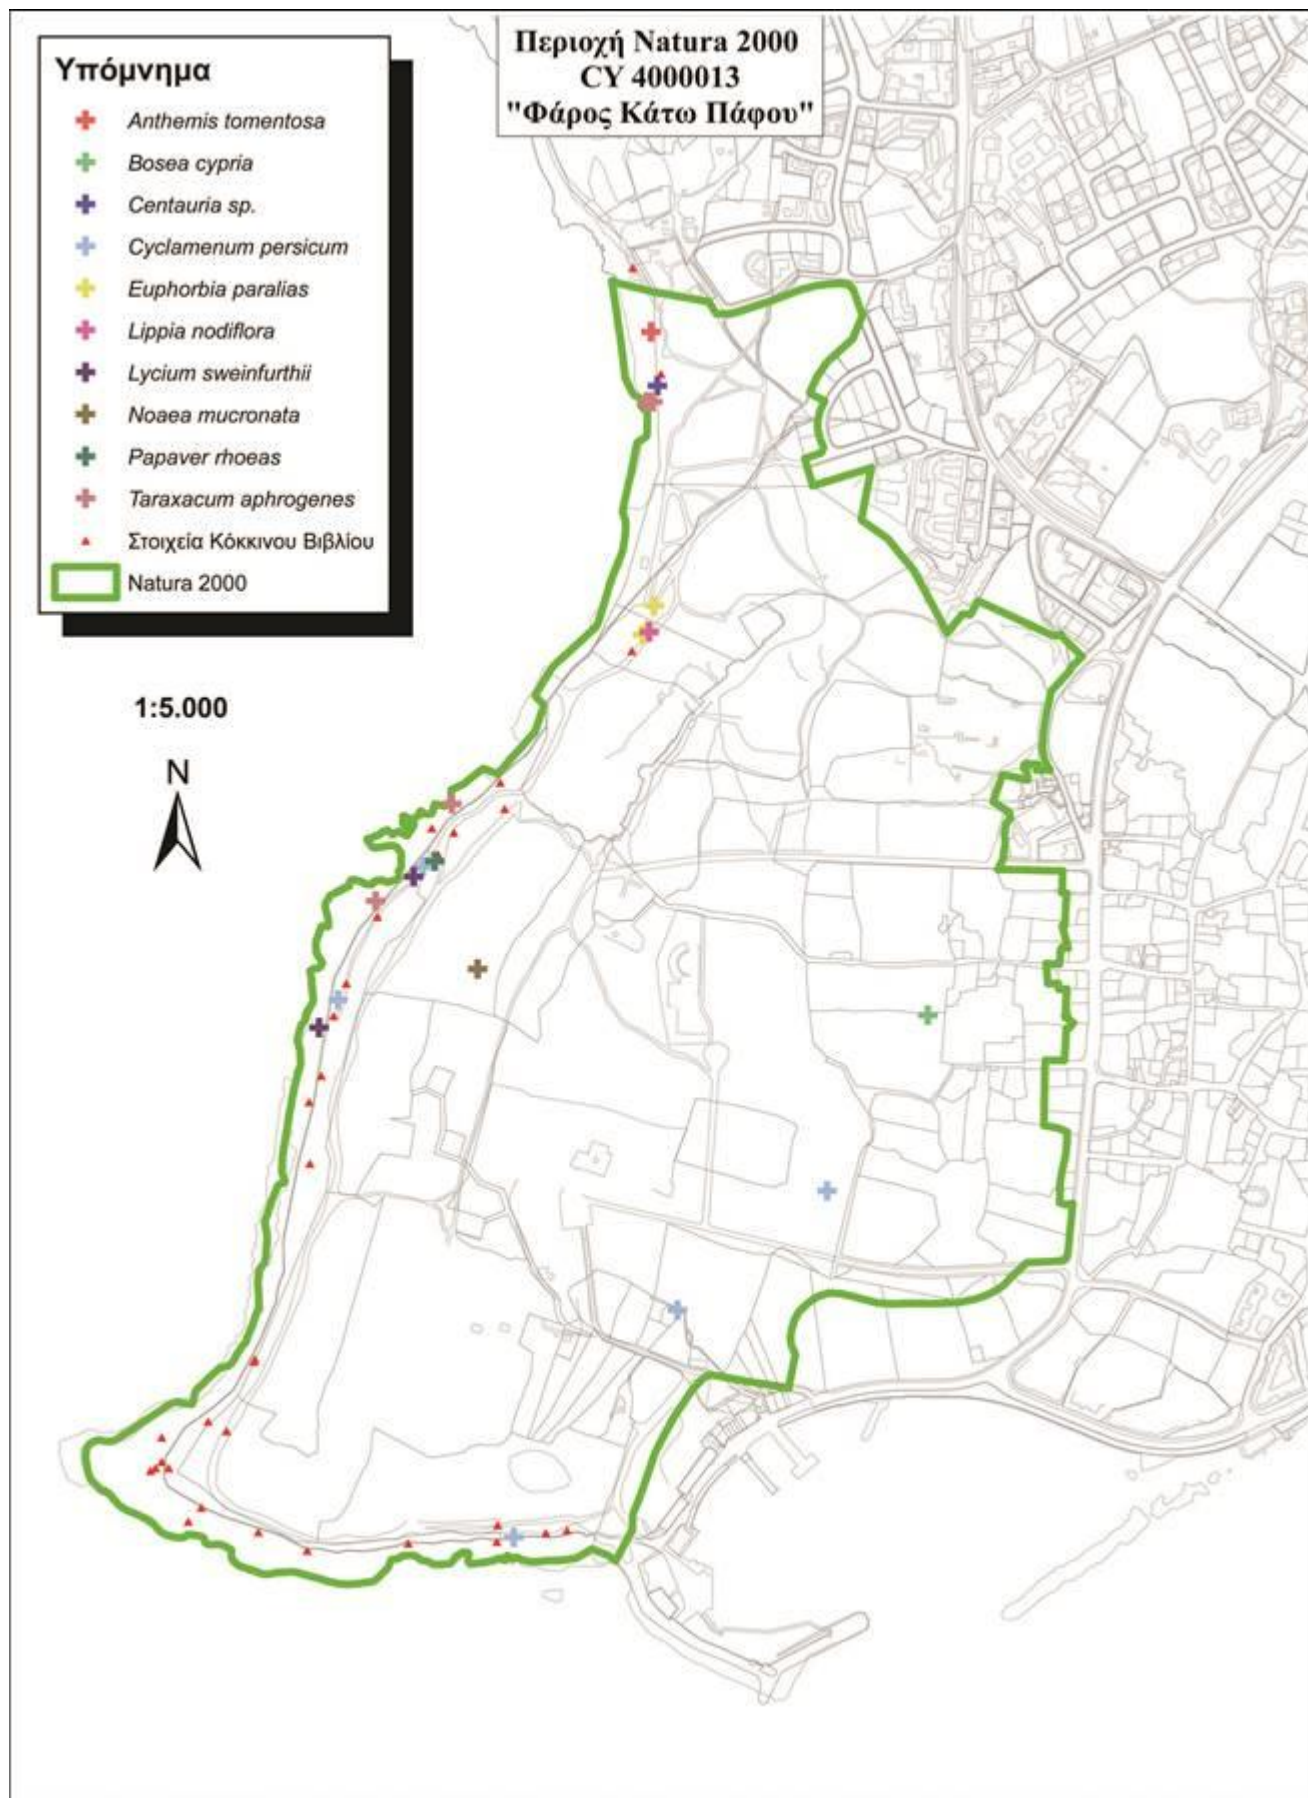 Περιοχή Natura 2000
CY 4000013
"Φάρος Κάτω Πάφου"
Υπόμνημα
Anthemis tomentosa
Bosea cypria
Centauria sp.
Cyclamenum persicum
Euphorbia paralias
Lippia nodiflora
Lycium sweinfurthii
Noaea mucronata
Papaver rhoeas
Taraxacum aphrogenes
Στοιχεία Κόκκινου Βιβλίου
Natura 2000
1:5.000
N